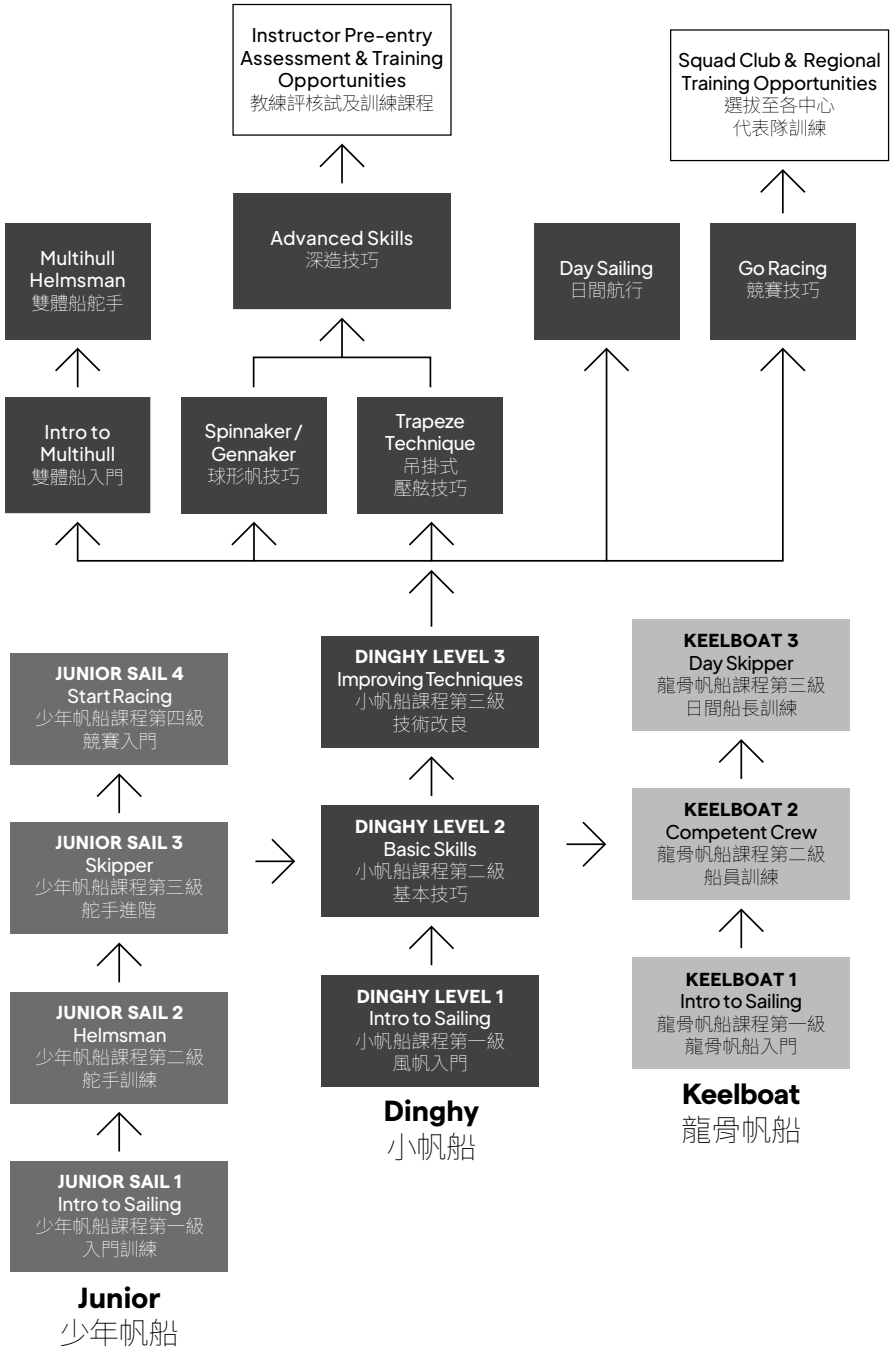 Instructor Pre-entry
Assessment & Training
Opportunities
教練評核試及訓練課程
Squad Club & Regional
Training Opportunities
選拔至各中心
代表隊訓練
Multihull
Helmsman
雙體船舵手
Advanced Skills
深造技巧
Day Sailing
日間航行
Go Racing
競賽技巧
Intro to
Multihull
雙體船入門
Spinnaker /
Gennaker
球形帆技巧
Trapeze
Technique
吊掛式
壓舷技巧
JUNIOR SAIL 4
Start Racing
少年帆船課程第四級
競賽入門
DINGHY LEVEL 3
Improving Techniques
小帆船課程第三級
技術改良
KEELBOAT 3
Day Skipper
龍骨帆船課程第三級
日間船長訓練
JUNIOR SAIL 3
Skipper
少年帆船課程第三級
舵手進階
DINGHY LEVEL 2
Basic Skills
小帆船課程第二級
基本技巧
KEELBOAT 2
Competent Crew
龍骨帆船課程第二級
船員訓練
JUNIOR SAIL 2
Helmsman
少年帆船課程第二級
舵手訓練
DINGHY LEVEL 1
Intro to Sailing
小帆船課程第一級
風帆入門
KEELBOAT 1
Intro to Sailing
龍骨帆船課程第一級
龍骨帆船入門
JUNIOR SAIL 1
Intro to Sailing
少年帆船課程第一級
入門訓練
Dinghy
小帆船
Keelboat
龍骨帆船
Junior
少年帆船